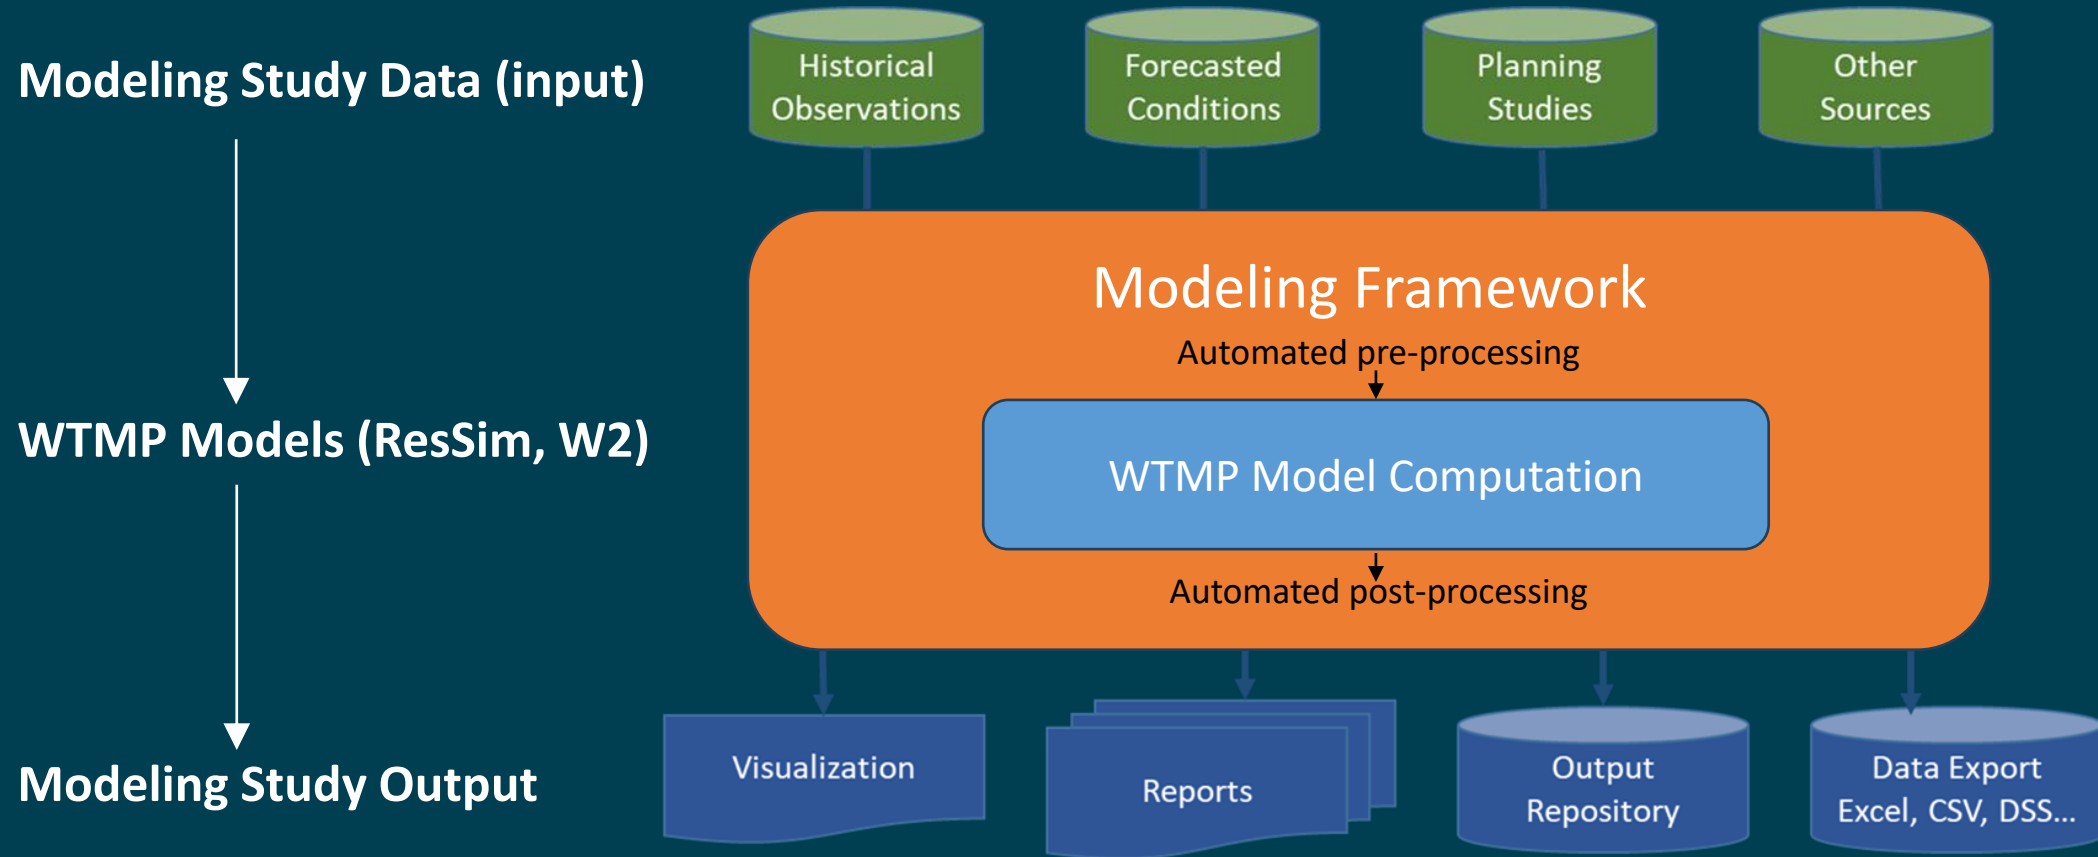 Modeling Study Data (input)
Historical
Observations
Forecasted
Conditions
Planning
Studies
Other
Sources
Modeling Framework
Automated pre-processing
WTMP Models (ResSim, W2)
WTMP Model Computation
Automated post-processing
Modeling Study Output
Visualization
Reports
Output
Repository
Data Export
Excel, CSV, DSS...